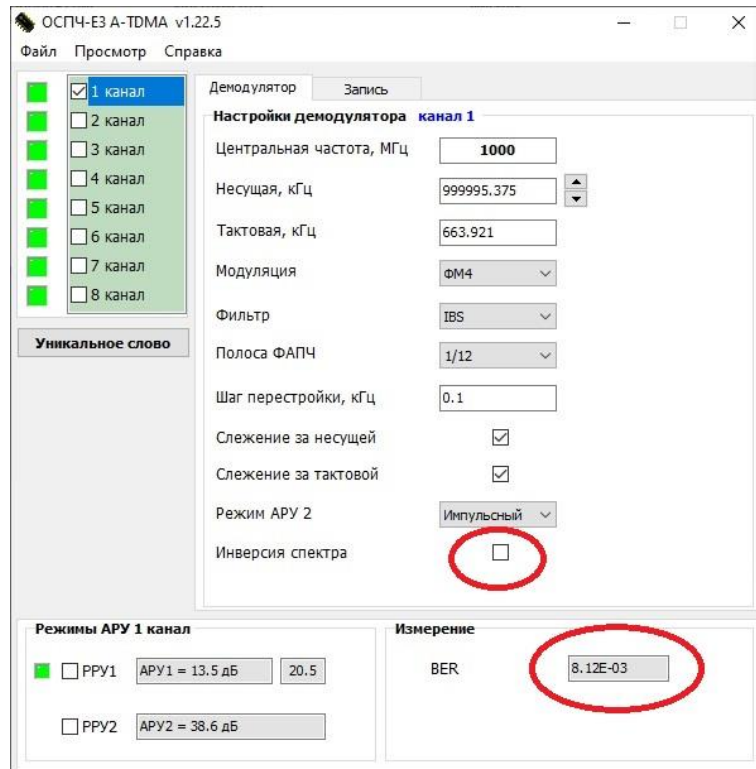 ОСПЧ-E3 A-TDMA v1.22.5
Файл Просмотр Справка
1 канал
2 канал
3 канал
4 канал
5 канал
6 канал
7 канал
8 канал
Уникальное слово
Демодулятор Запись
Настройки демодулятора канал 1
Центральная частота, МГц 1000
Несущая, кГц 999995.375
Тактовая, кГц 663.921
Модуляция ФМ4
Фильтр IBS
Полоса ФАПЧ 1/12
Шаг перестройки, кГц 0.1
Слежение за несущей
Слежение за тактовой
Режим АРУ 2 Импульсный
Инверсия спектра
Режимы АРУ 1 канал
РРУ1 АРУ1 = 13.5 дБ 20.5
РРУ2 АРУ2 = 38.6 дБ
Измерение
BER 8.12E-03